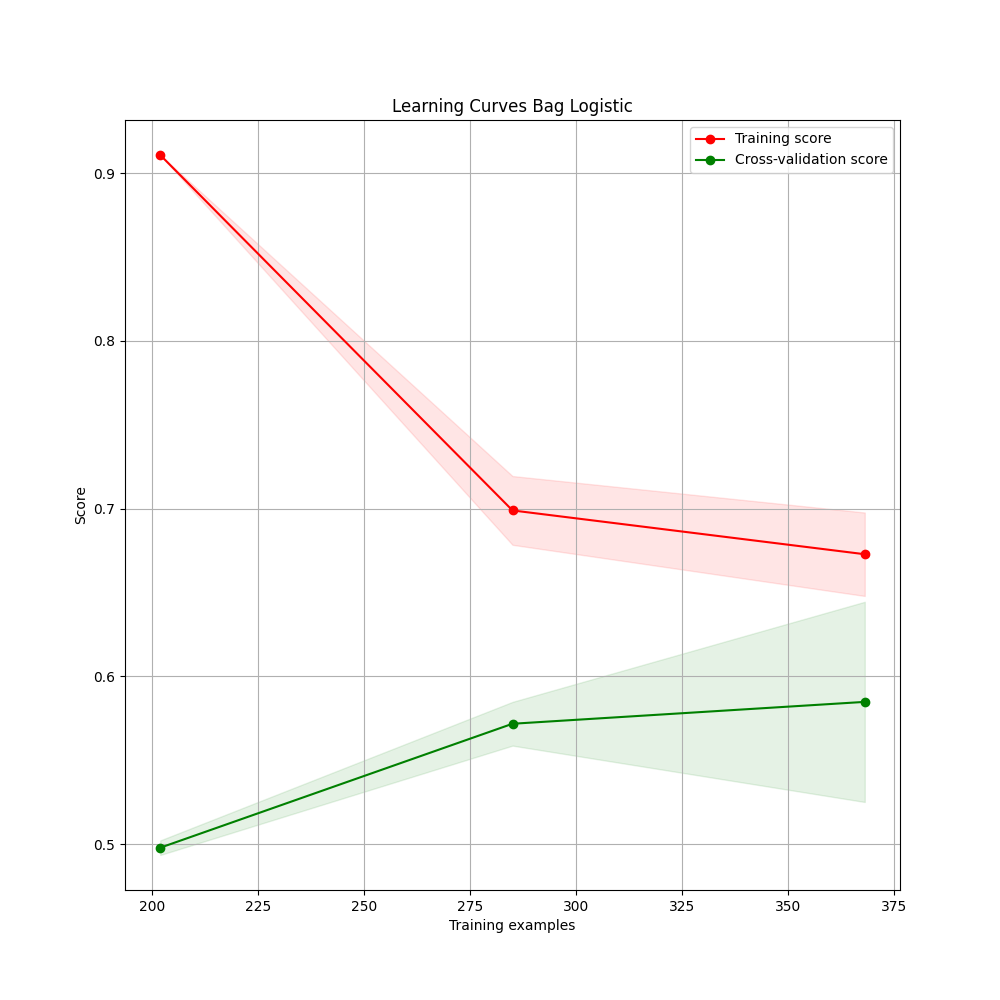 Learning Curves Bag Logistic
Training score
Cross-validation score
0.9
0.8
0.7
0.6
0.5
Score
200 225 250 275 300 325 350 375
Training examples